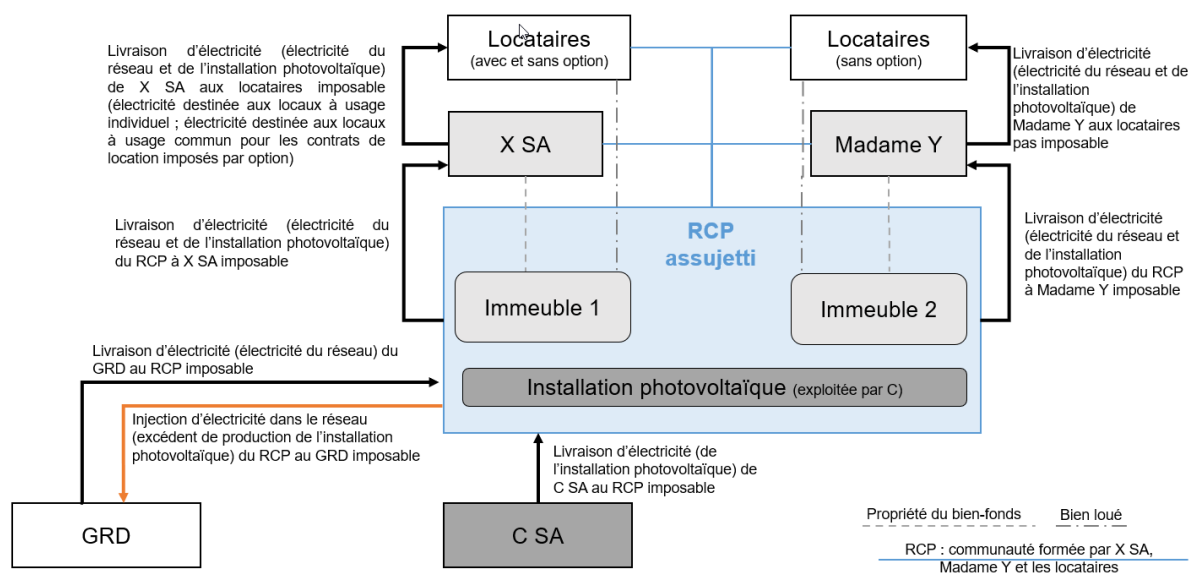 Livraison d’électricité (électricité du
réseau et de l’installation photovoltaïque)
de X SA aux locataires imposable
(électricité destinée aux locaux à usage
individuel ; électricité destinée aux locaux
à usage commun pour les contrats de
location imposés par option)
Locataires
(avec et sans option)
Locataires
(sans option)
Livraison d’électricité
(électricité du réseau et de
l’installation
photovoltaïque) de
Madame Y aux locataires
pas imposable
X SA
Madame Y
Livraison d’électricité (électricité du
réseau et de l’installation photovoltaïque)
du RCP à X SA imposable
RCP
assujetti
Livraison d’électricité
(électricité du réseau et
de l’installation
photovoltaïque) du RCP
à Madame Y imposable
Immeuble 1
Immeuble 2
Livraison d’électricité (électricité du réseau) du
GRD au RCP imposable
Installation photovoltaïque (exploitée par C)
Injection d’électricité dans le réseau
(excédent de production de l’installation
photovoltaïque) du RCP au GRD imposable
Livraison d’électricité (de
l’installation photovoltaïque) de
C SA au RCP imposable
GRD
C SA
Propriété du bien-fonds
Bien loué
RCP : communauté formée par X SA,
Madame Y et les locataires